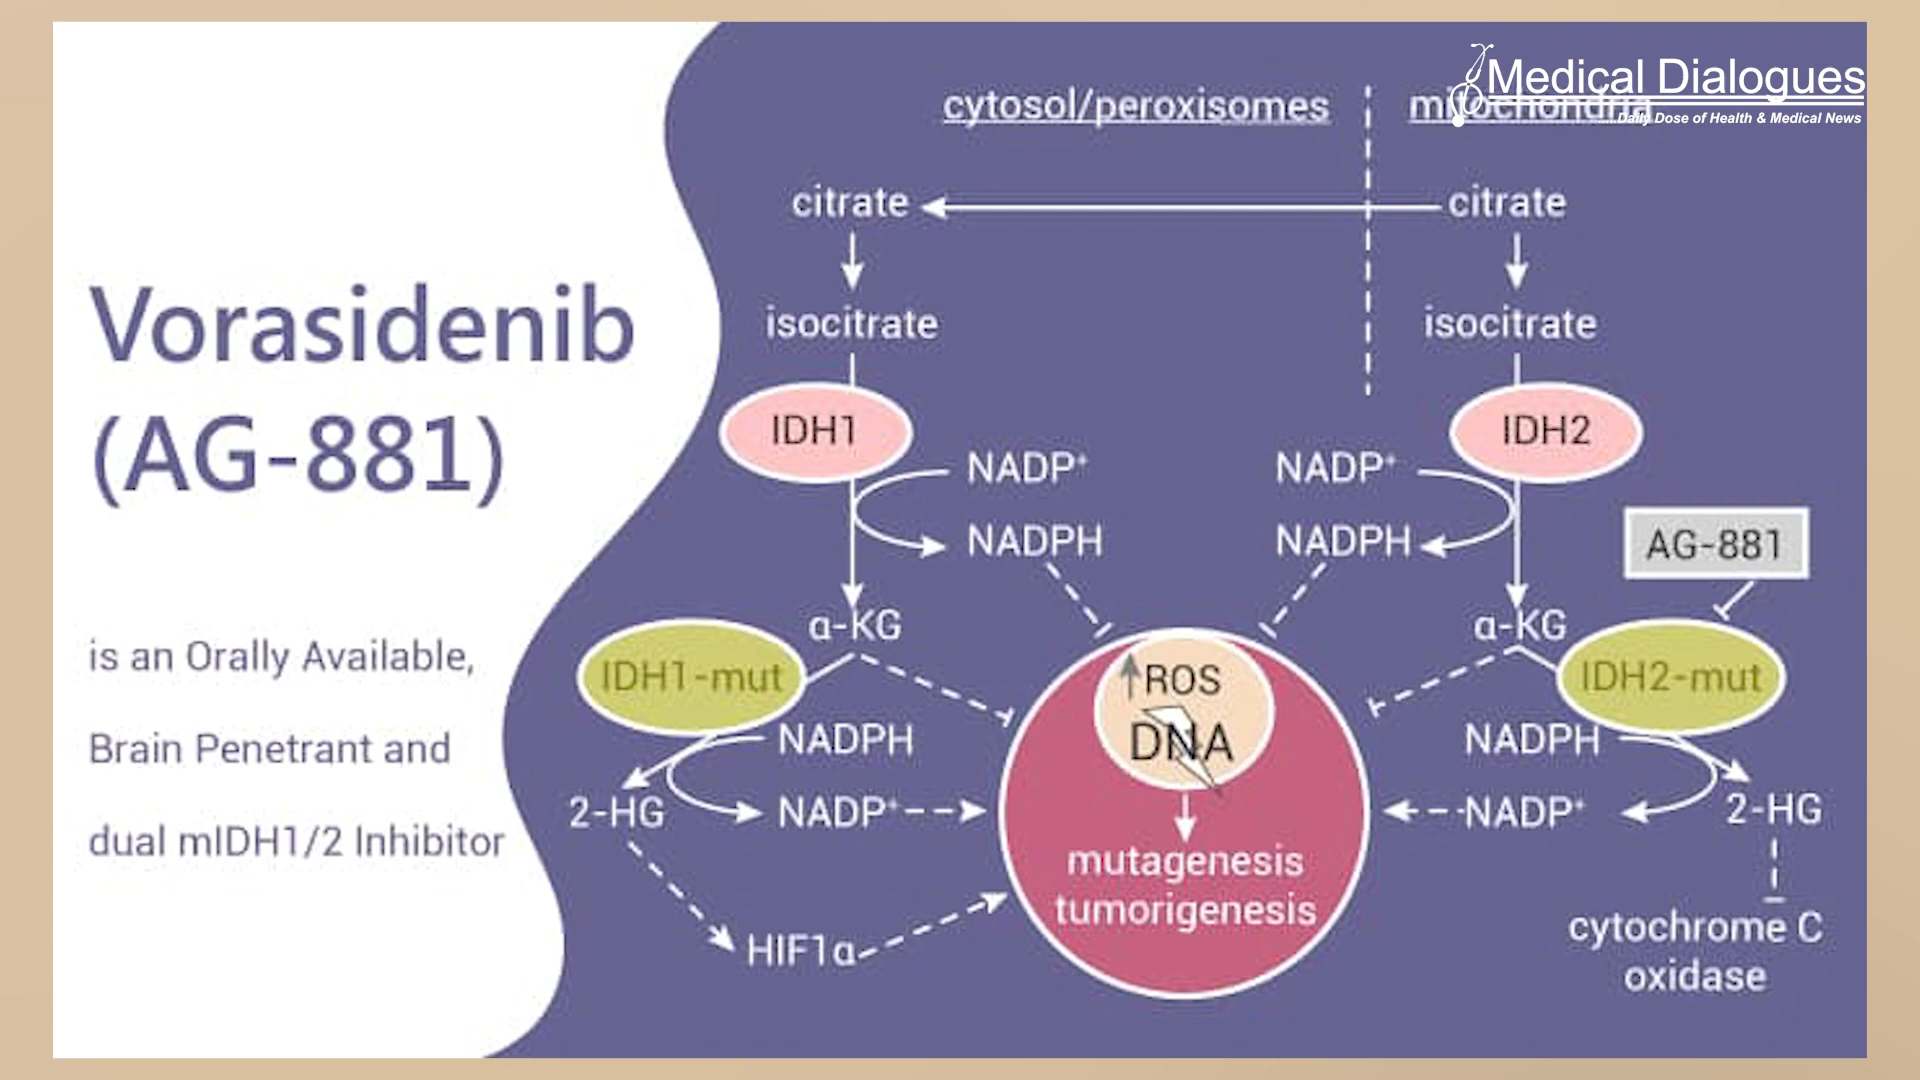 Vorasidenib
(AG-881)
is an Orally Available,
Brain Penetrant and
dual mIDH1/2 Inhibitor
Medical Dialogues
.....Daily Dose of Health & Medical News
cytosol/peroxisomes
mitochondria
citrate
citrate
isocitrate
isocitrate
IDH1
IDH2
NADP⁺
NADP⁺
NADPH
NADPH
AG-881
α-KG
α-KG
IDH1-mut
IDH2-mut
ROS
DNA
NADPH
NADPH
2-HG
NADP⁺
NADP⁺
2-HG
mutagenesis
tumorigenesis
HIF1α
cytochrome C
oxidase